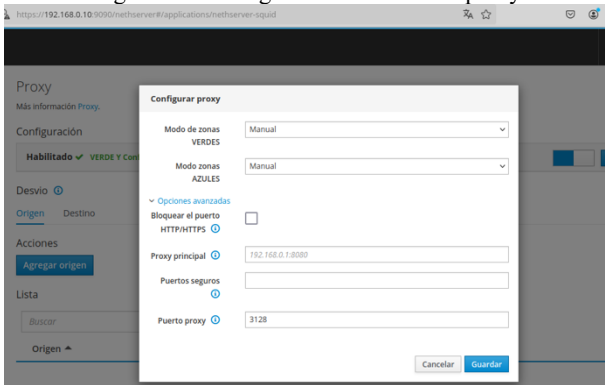 https://192.168.0.10:9090/nethserver#/applications/nethserver-squid
Proxy
Más información Proxy.
Configuración
Habilitado ✔ VERDE Y Con
Desvio
Origen Destino
Acciones
Agregar origen
Lista
Buscar
Origen
Configurar proxy
Modo de zonas VERDES
Manual
Modo zonas AZULES
Manual
Opciones avanzadas
Bloquear el puerto HTTP/HTTPS
Proxy principal
192.168.0.1:8080
Puertos seguros
Puerto proxy
3128
Cancelar Guardar